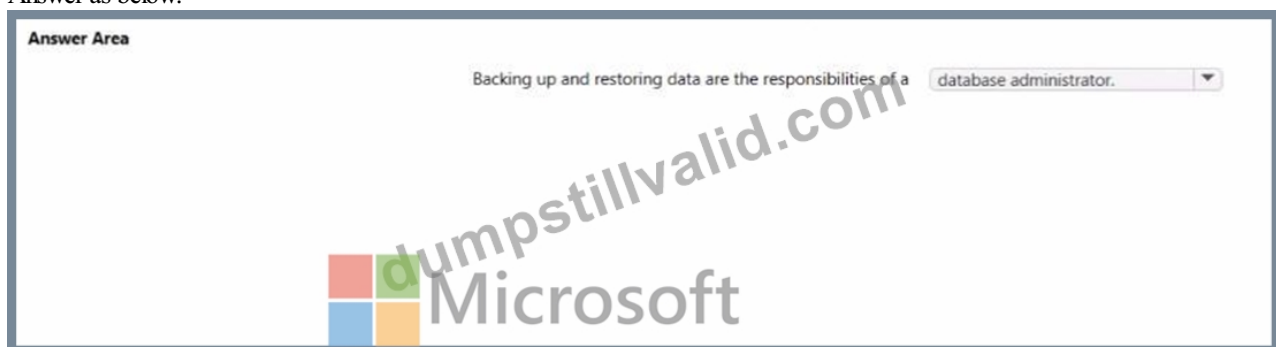 Answer as below:
Answer Area
Backing up and restoring data are the responsibilities of a database administrator.
dumpstillvalid.com
Microsoft